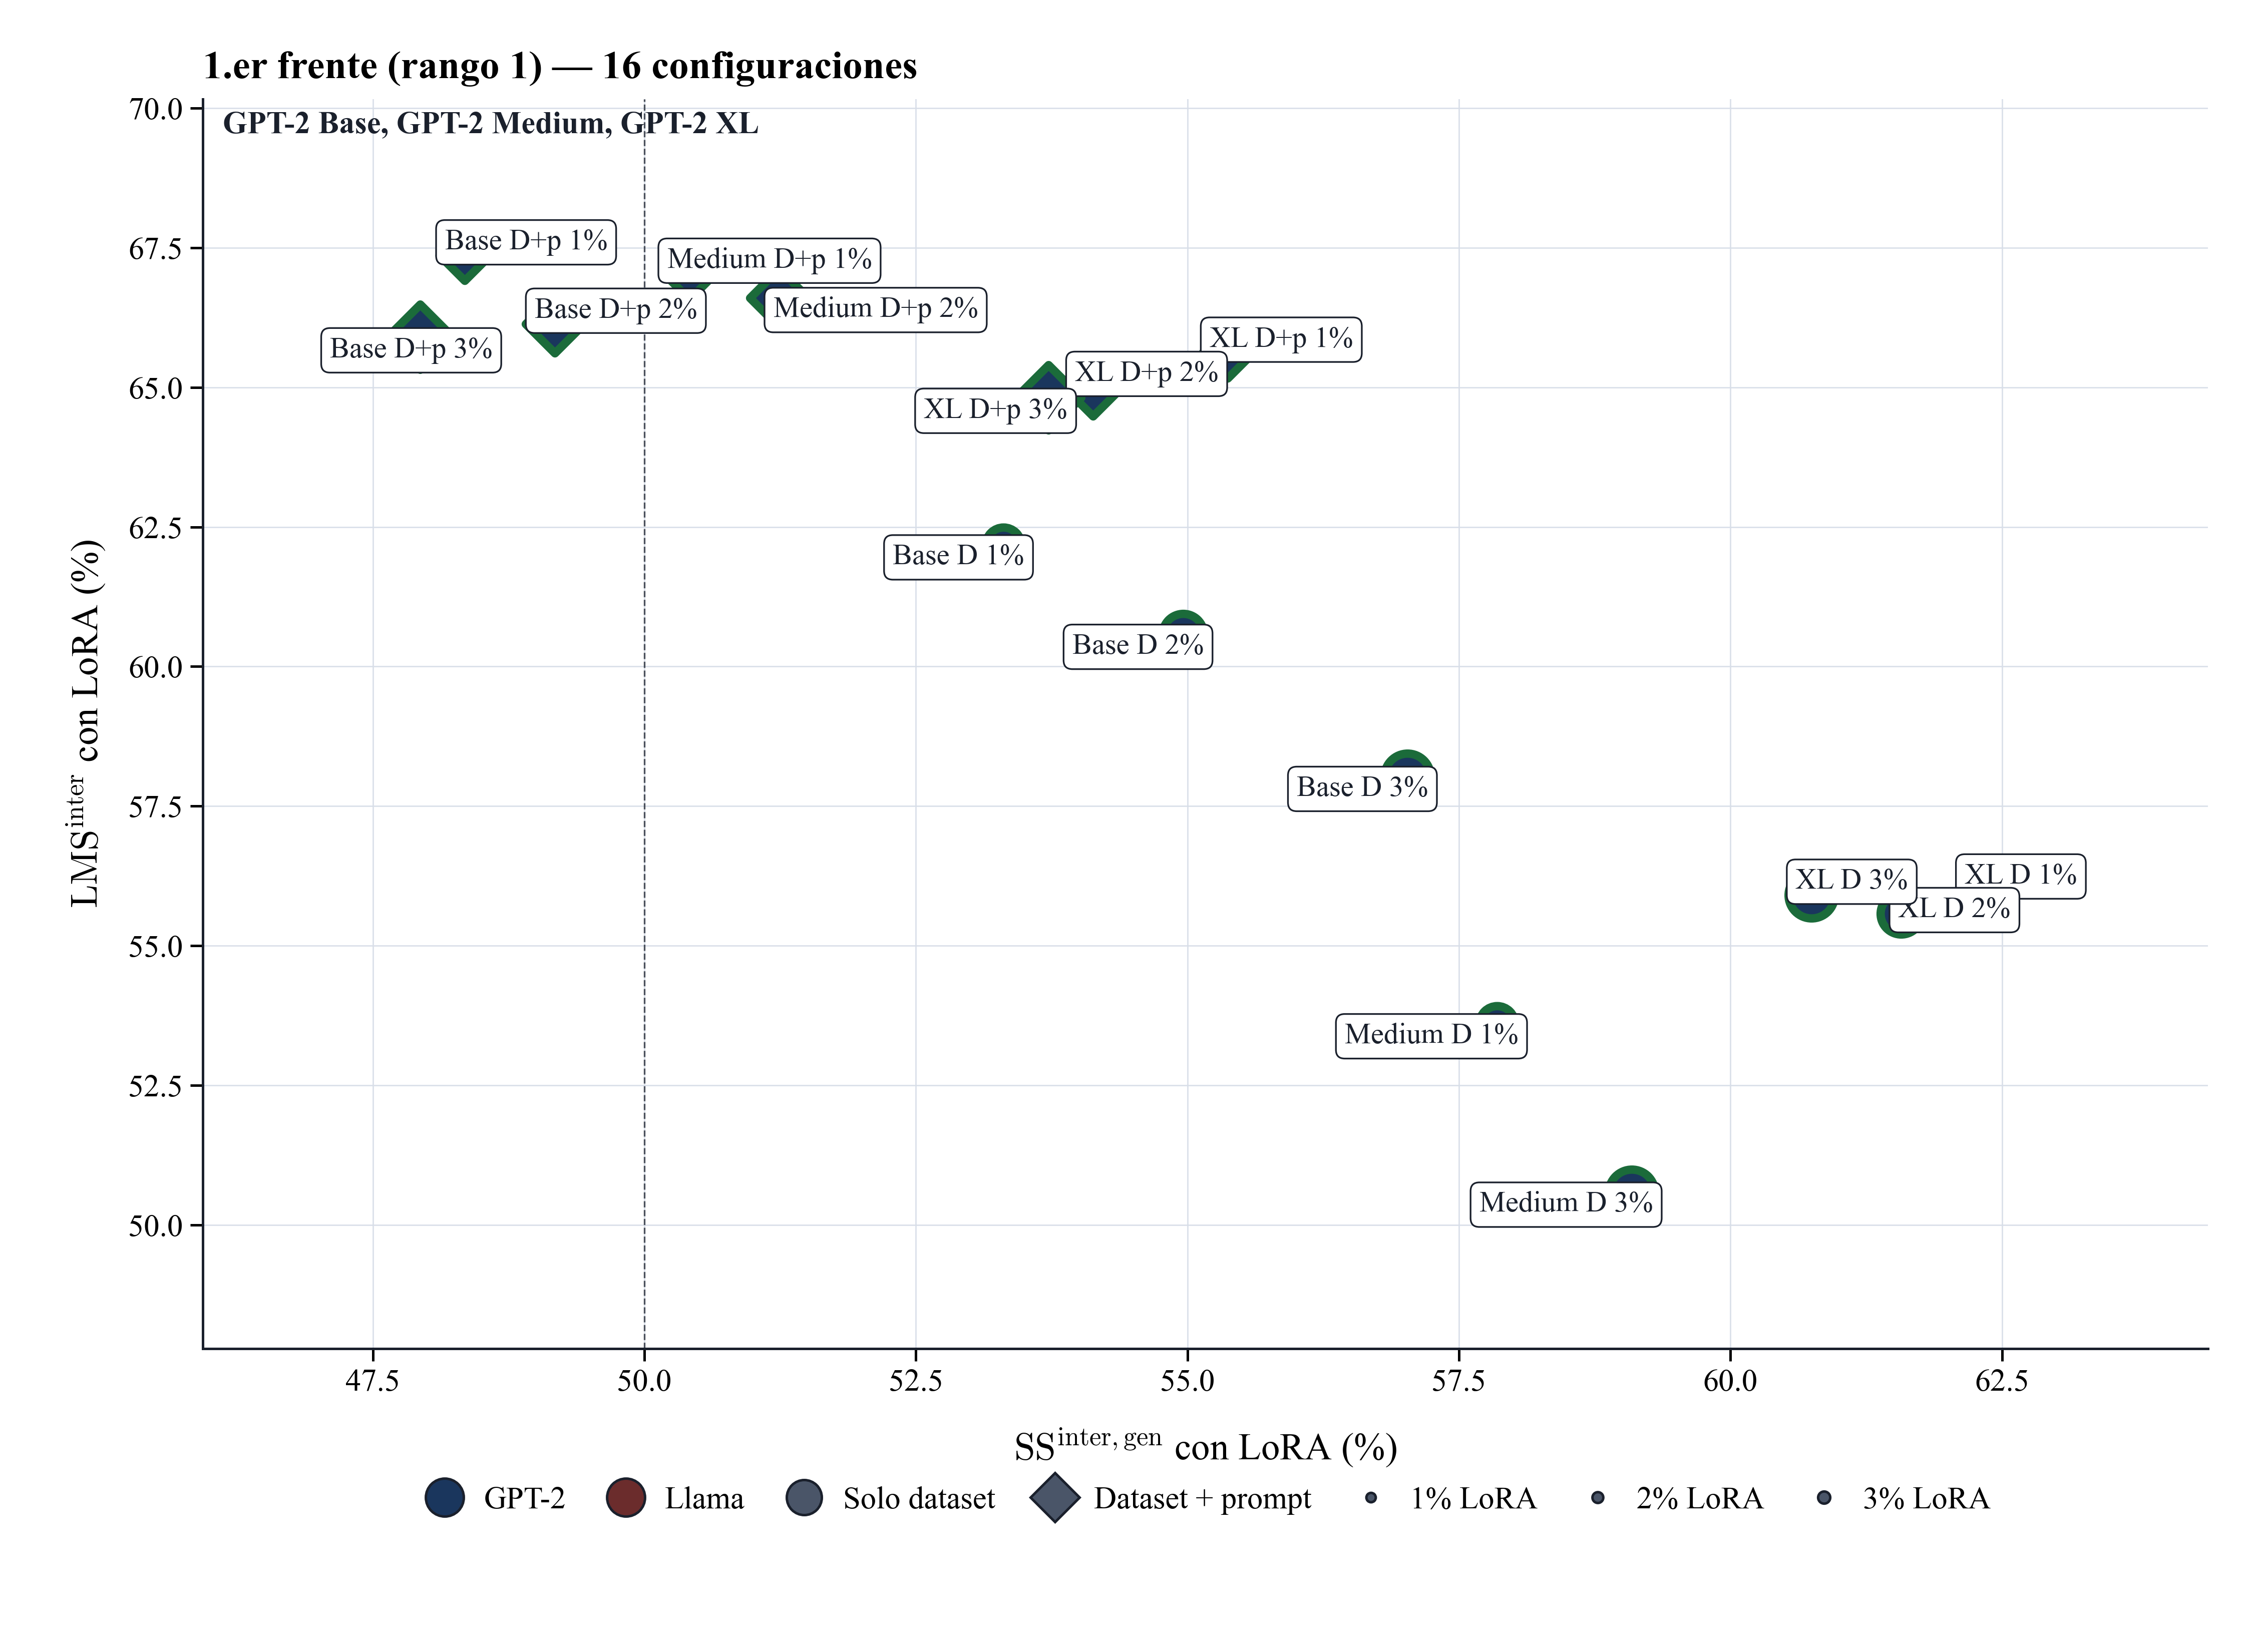 1.er frente (rango 1) — 16 configuraciones
70.0
GPT-2 Base, GPT-2 Medium, GPT-2 XL
67.5
65.0
62.5
60.0
57.5
55.0
52.5
50.0
LMS^inter con LoRA (%)
Base D+p 1%
Medium D+p 1%
Base D+p 2%
Medium D+p 2%
Base D+p 3%
XL D+p 1%
XL D+p 2%
XL D+p 3%
Base D 1%
Base D 2%
Base D 3%
XL D 3%
XL D 1%
XL D 2%
Medium D 1%
Medium D 3%
47.5 50.0 52.5 55.0 57.5 60.0 62.5
SS^inter, gen con LoRA (%)
GPT-2 Llama Solo dataset Dataset + prompt 1% LoRA 2% LoRA 3% LoRA